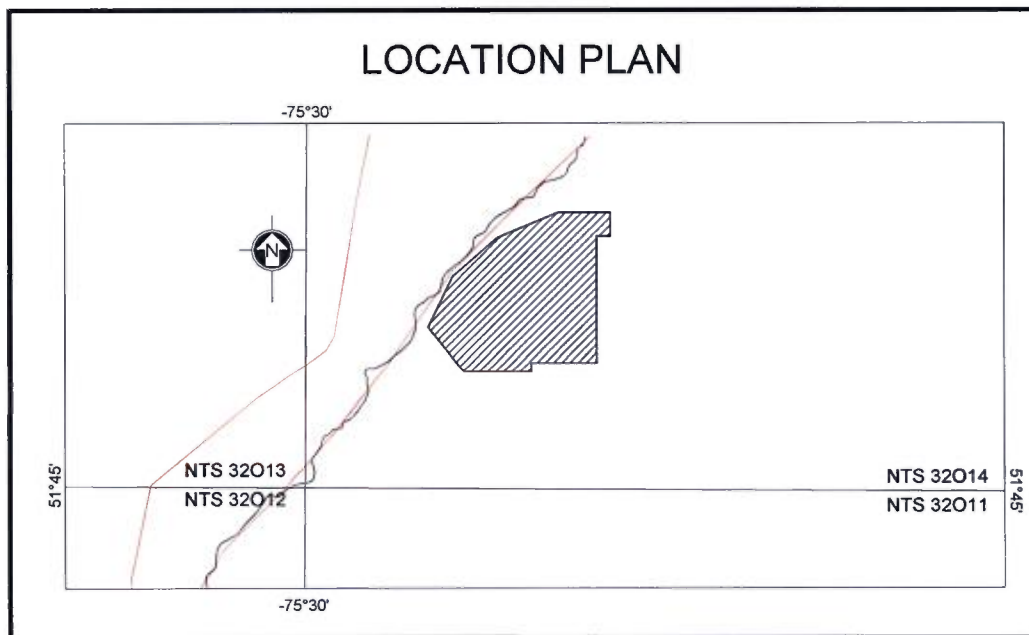 LOCATION PLAN
-75°30'
N
51°45'
NTS 32O13
NTS 32O12
NTS 32O14
NTS 32O11
51°45'
-75°30'